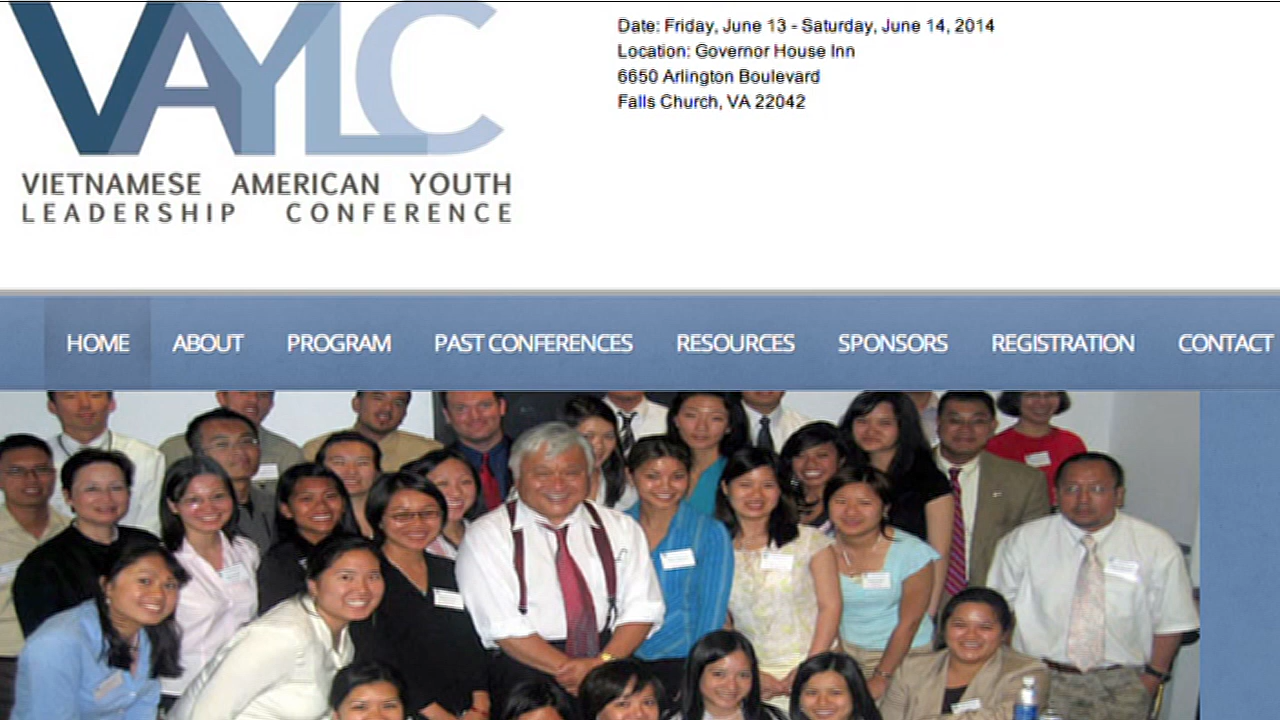 VAYLC
VIETNAMESE AMERICAN YOUTH
LEADERSHIP CONFERENCE
Date: Friday, June 13 - Saturday, June 14, 2014
Location: Governor House Inn
6650 Arlington Boulevard
Falls Church, VA 22042
HOME ABOUT PROGRAM PAST CONFERENCES RESOURCES SPONSORS REGISTRATION CONTACT